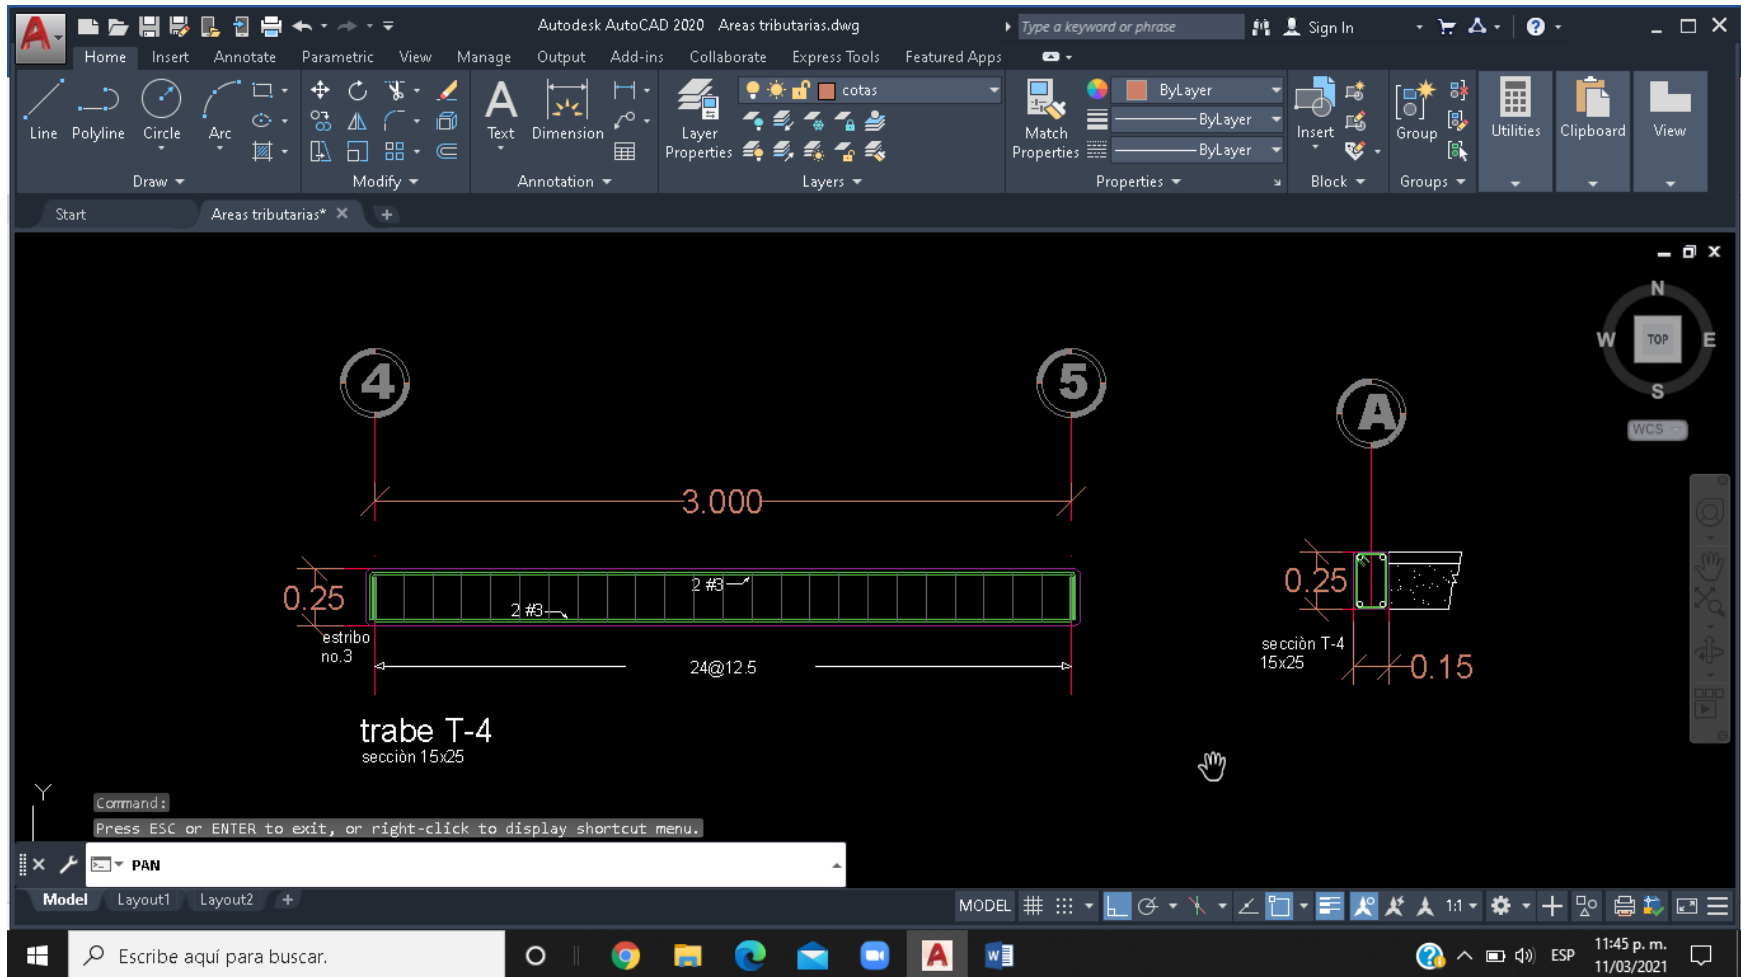 Autodesk AutoCAD 2020 Areas tributarias.dwg
Type a keyword or phrase
Sign In
Home Insert Annotate Parametric View Manage Output Add-ins Collaborate Express Tools Featured Apps
cotas
ByLayer
ByLayer
ByLayer
Line Polyline Circle Arc
Text Dimension
Layer Properties
Match Properties
Insert
Group
Utilities Clipboard View
Draw Modify Annotation Layers Properties Block Groups
Start Areas tributarias* +
N
W TOP E
S
WCS
4 5 A
3.000
0.25
2 #3
2 #3
estribo
no.3
24@12.5
trabe T-4
secciòn 15x25
0.25
secciòn T-4
15x25
0.15
Y
Command:
Press ESC or ENTER to exit, or right-click to display shortcut menu.
PAN
Model Layout1 Layout2 +
MODEL 1:1
Escribe aquí para buscar.
ESP
11:45 p. m.
11/03/2021